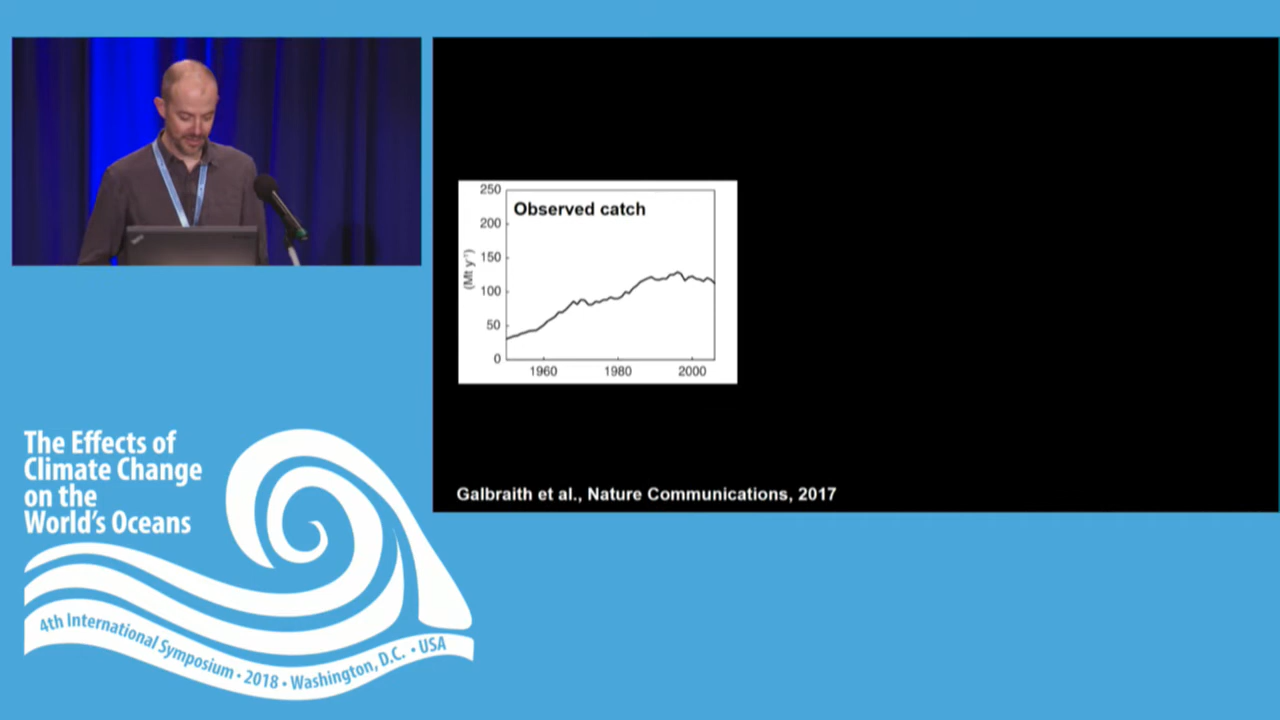 250
200
150
100
50
0
(Mt y⁻¹)
Observed catch
1960
1980
2000
Galbraith et al., Nature Communications, 2017
The Effects of
Climate Change
on the
World's Oceans
4th International Symposium • 2018 • Washington, D.C. • USA